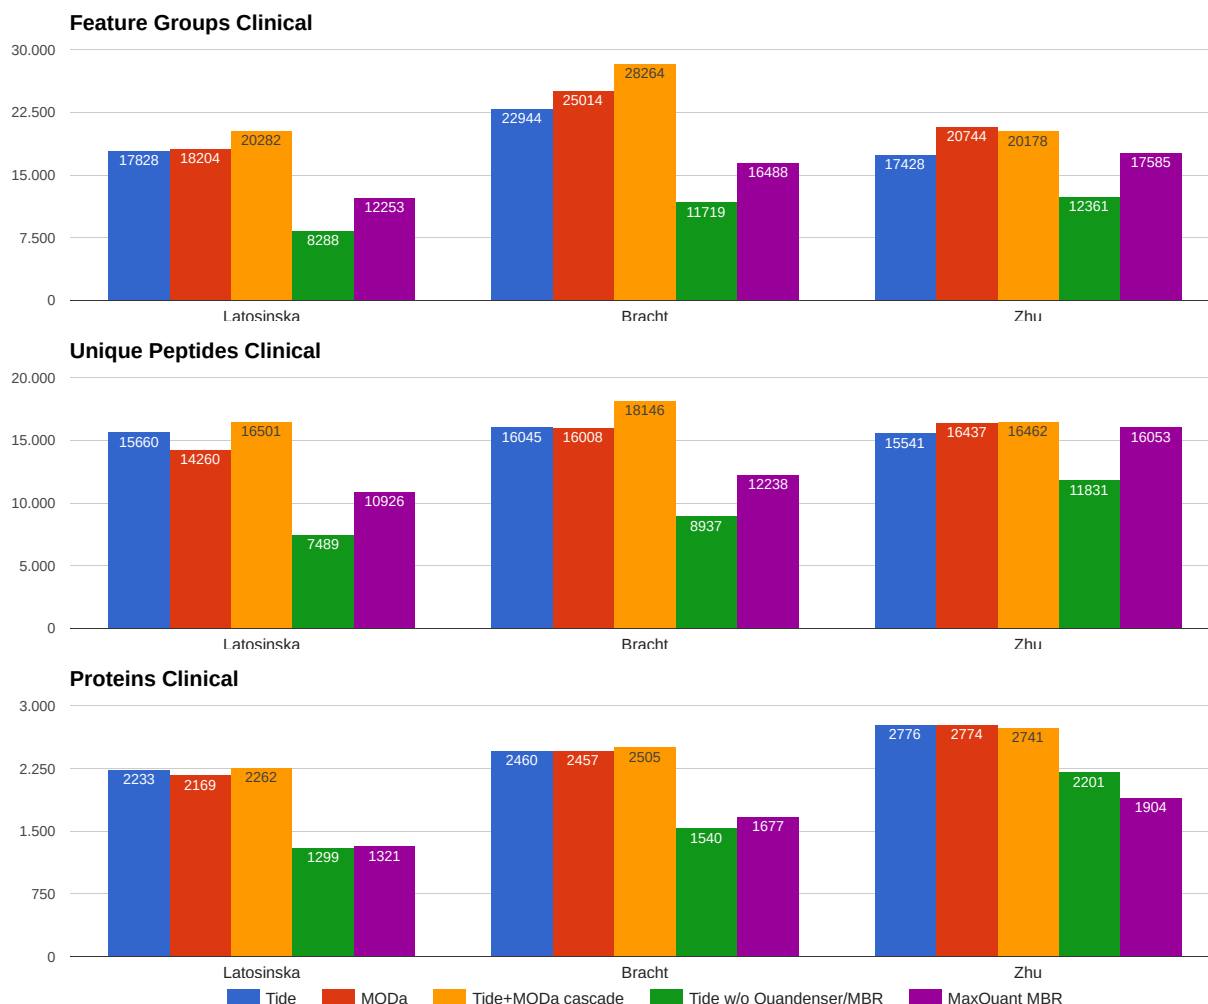 Feature Groups Clinical
30.000
22.500
15.000
7.500
0
17828 18204 20282 8288 12253
22944 25014 28264 11719 16488
17428 20744 20178 12361 17585
Latosinska Bracht Zhu
Unique Peptides Clinical
20.000
15.000
10.000
5.000
0
15660 14260 16501 7489 10926
16045 16008 18146 8937 12238
15541 16437 16462 11831 16053
Latosinska Bracht Zhu
Proteins Clinical
3.000
2.250
1.500
750
0
2233 2169 2262 1299 1321
2460 2457 2505 1540 1677
2776 2774 2741 2201 1904
Latosinska Bracht Zhu
Tide MODa Tide+MODa cascade Tide w/o Quandenser/MBR MaxQuant MBR